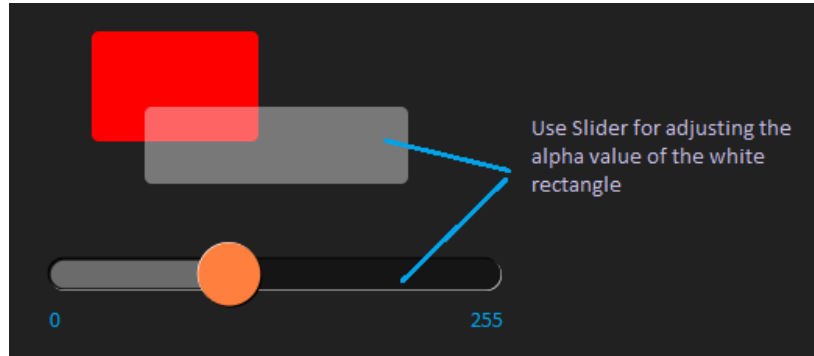 Use Slider for adjusting the
alpha value of the white
rectangle
0
255